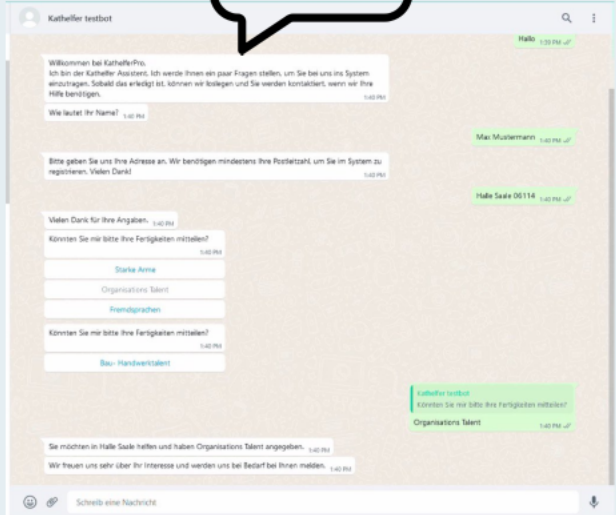 Kathelfer testbot
Hallo 1:39 PM
Willkommen bei KathelferPro.
Ich bin der Kathelfer Assistent. Ich werde Ihnen ein paar Fragen stellen, um Sie bei uns ins System
einzutragen. Sobald das erledigt ist, können wir loslegen und Sie werden kontaktiert, wenn wir Ihre
Hilfe benötigen.
1:40 PM
Wie lautet Ihr Name? 1:40 PM
Max Mustermann 1:40 PM
Bitte geben Sie uns Ihre Adresse an. Wir benötigen mindestens Ihre Postleitzahl, um Sie im System zu
registrieren. Vielen Dank!
1:40 PM
Halle Saale 06114 1:40 PM
Vielen Dank für Ihre Angaben. 1:40 PM
Könnten Sie mir bitte Ihre Fertigkeiten mitteilen?
1:40 PM
Starke Arme
Organisations Talent
Fremdsprachen
Könnten Sie mir bitte Ihre Fertigkeiten mitteilen?
1:40 PM
Bau- Handwerktalent
Kathelfer testbot
Könnten Sie mir bitte Ihre Fertigkeiten mitteilen?
Organisations Talent 1:40 PM
Sie möchten in Halle Saale helfen und haben Organisations Talent angegeben. 1:40 PM
Wir freuen uns sehr über Ihr Interesse und werden uns bei Bedarf bei Ihnen melden. 1:40 PM
Schreib eine Nachricht